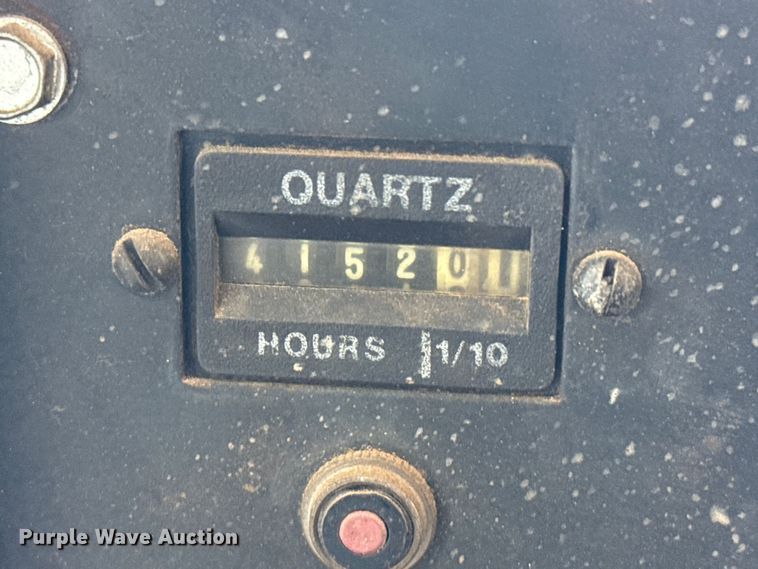 QUARTZ
41520
HOURS 1/10
Purple Wave Auction